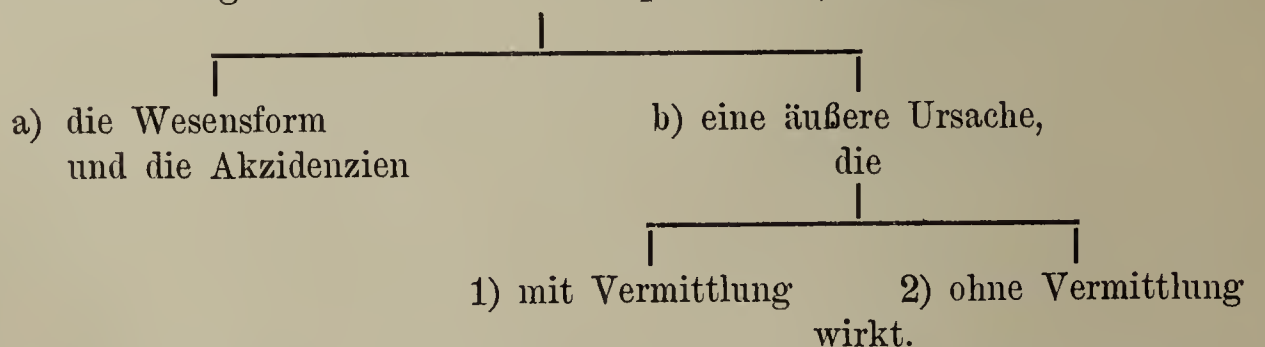 a) die Wesensform
und die Akzidenzien
b) eine äußere Ursache,
die
1) mit Vermittlung 2) ohne Vermittlung
wirkt.